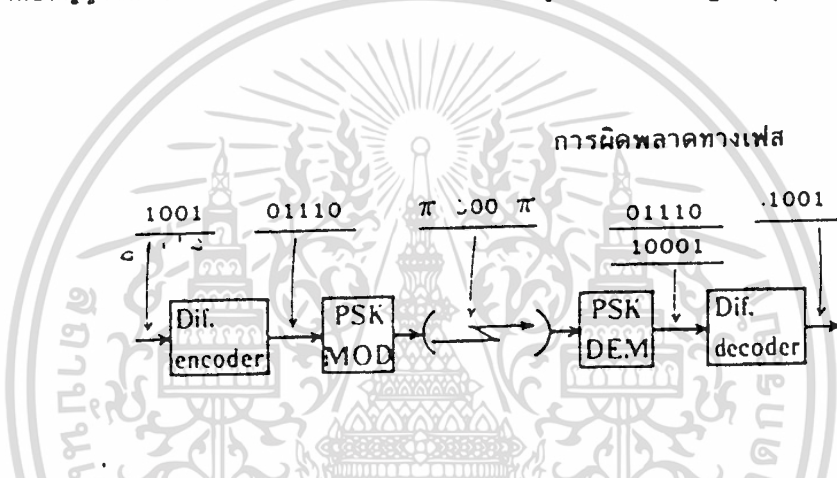 การผิดพลาดทางเฟส
1001
01110
π 000 π
01110
10001
1001
Dif.
encoder
PSK
MOD
PSK
DEM
Dif.
decoder